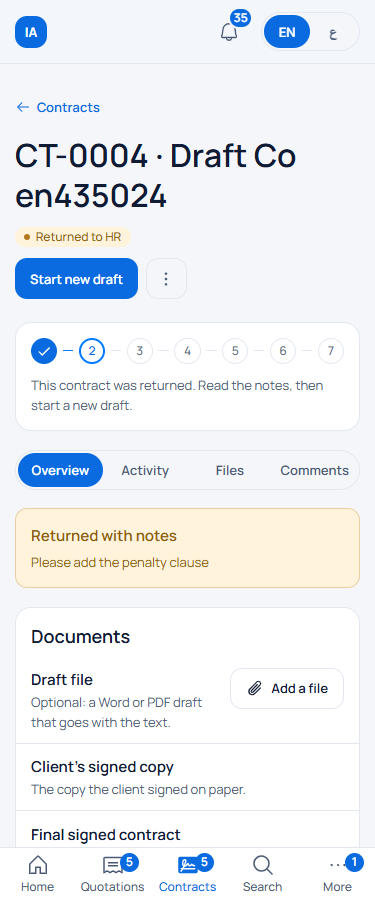 IA
35
EN
ع
← Contracts
CT-0004 · Draft Co
en435024
Returned to HR
Start new draft
2 3 4 5 6 7
This contract was returned. Read the notes, then
start a new draft.
Overview Activity Files Comments
Returned with notes
Please add the penalty clause
Documents
Draft file
Optional: a Word or PDF draft
that goes with the text.
Add a file
Client's signed copy
The copy the client signed on paper.
Final signed contract
5 5 1
Home Quotations Contracts Search More